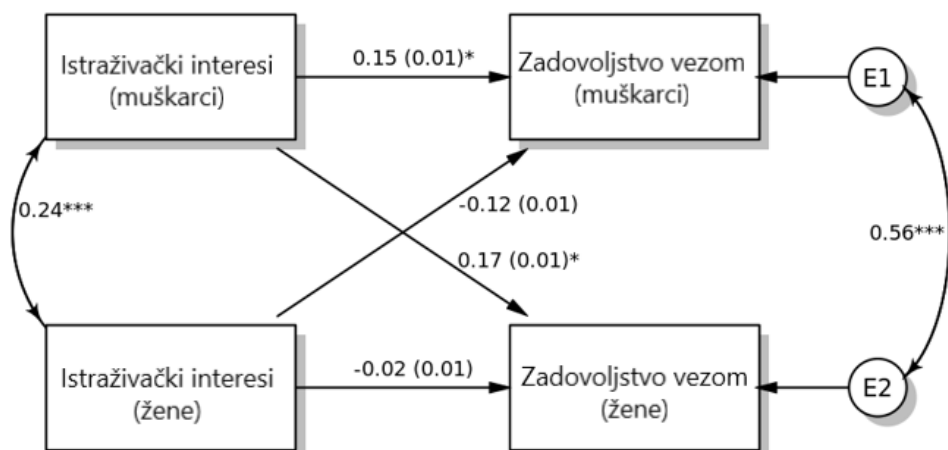 Istraživački interesi
(muškarci)
0.15 (0.01)*
Zadovoljstvo vezom
(muškarci)
E1
0.24***
-0.12 (0.01)
0.17 (0.01)*
0.56***
Istraživački interesi
(žene)
-0.02 (0.01)
Zadovoljstvo vezom
(žene)
E2